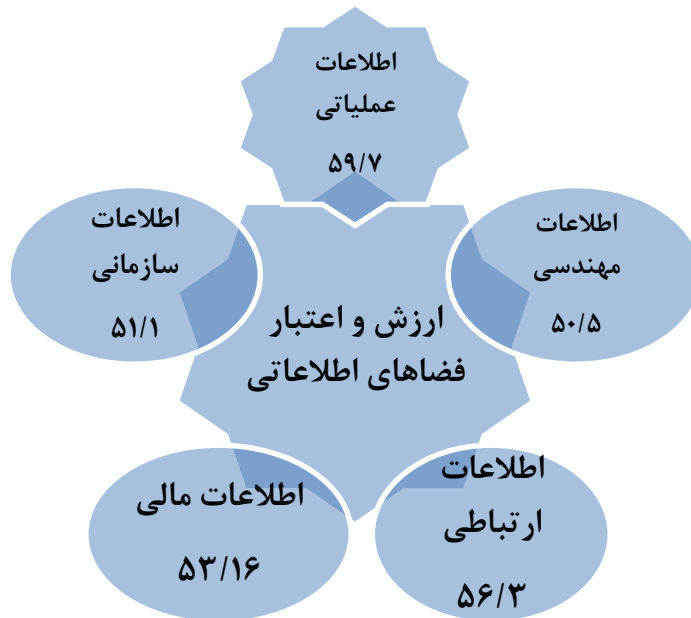 اطلاعات
عملیاتی
۵۹/۷
اطلاعات
مهندسی
۵۰/۵
اطلاعات
سازمانی
۵۱/۱
ارزش و اعتبار
فضاهای اطلاعاتی
اطلاعات
ارتباطی
۵۶/۳
اطلاعات مالی
۵۳/۱۶